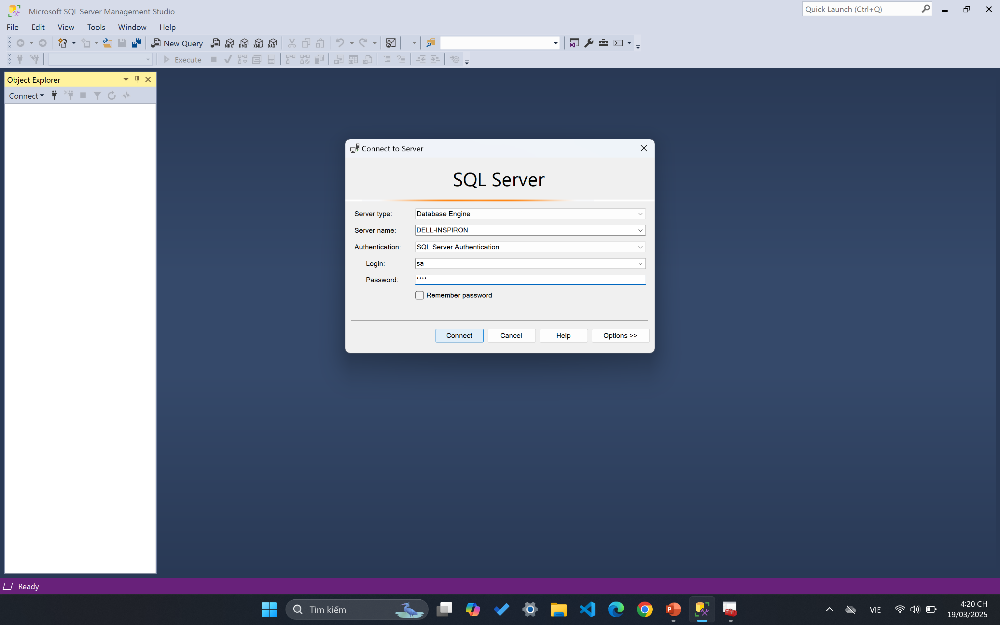 Microsoft SQL Server Management Studio
Quick Launch (Ctrl+Q)
File Edit View Tools Window Help
New Query MDX DMX XMLA DAX
Execute
Object Explorer
Connect
Connect to Server
SQL Server
Server type: Database Engine
Server name: DELL-INSPIRON
Authentication: SQL Server Authentication
Login: sa
Password: ****
Remember password
Connect Cancel Help Options >>
Ready
Tìm kiếm
VIE
4:20 CH
19/03/2025